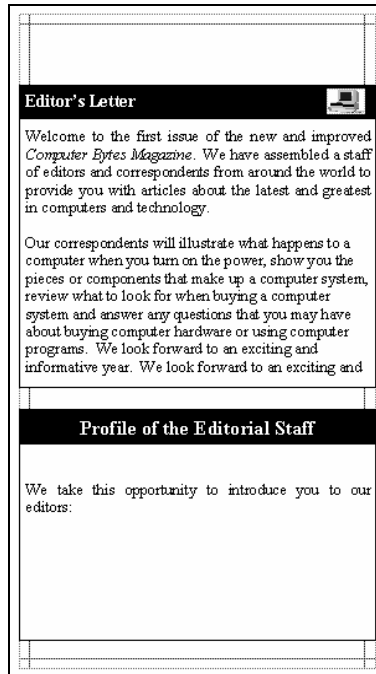 Editor's Letter
Welcome to the first issue of the new and improved
Computer Bytes Magazine. We have assembled a staff
of editors and correspondents from around the world to
provide you with articles about the latest and greatest
in computers and technology.
Our correspondents will illustrate what happens to a
computer when you turn on the power, show you the
pieces or components that make up a computer system,
review what to look for when buying a computer
system and answer any questions that you may have
about buying computer hardware or using computer
programs. We look forward to an exciting and
informative year. We look forward to an exciting and
Profile of the Editorial Staff
We take this opportunity to introduce you to our
editors: